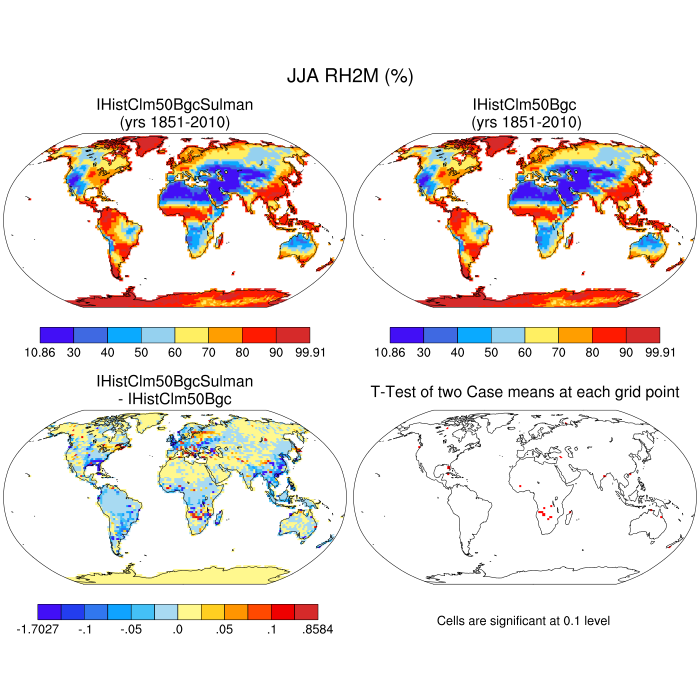 JJA RH2M (%)
IHistClm50BgcSulman
(yrs 1851-2010)
IHistClm50Bgc
(yrs 1851-2010)
10.86 30 40 50 60 70 80 90 99.91
10.86 30 40 50 60 70 80 90 99.91
IHistClm50BgcSulman
- IHistClm50Bgc
T-Test of two Case means at each grid point
-1.7027 -.1 -.05 .0 .05 .1 .8584
Cells are significant at 0.1 level